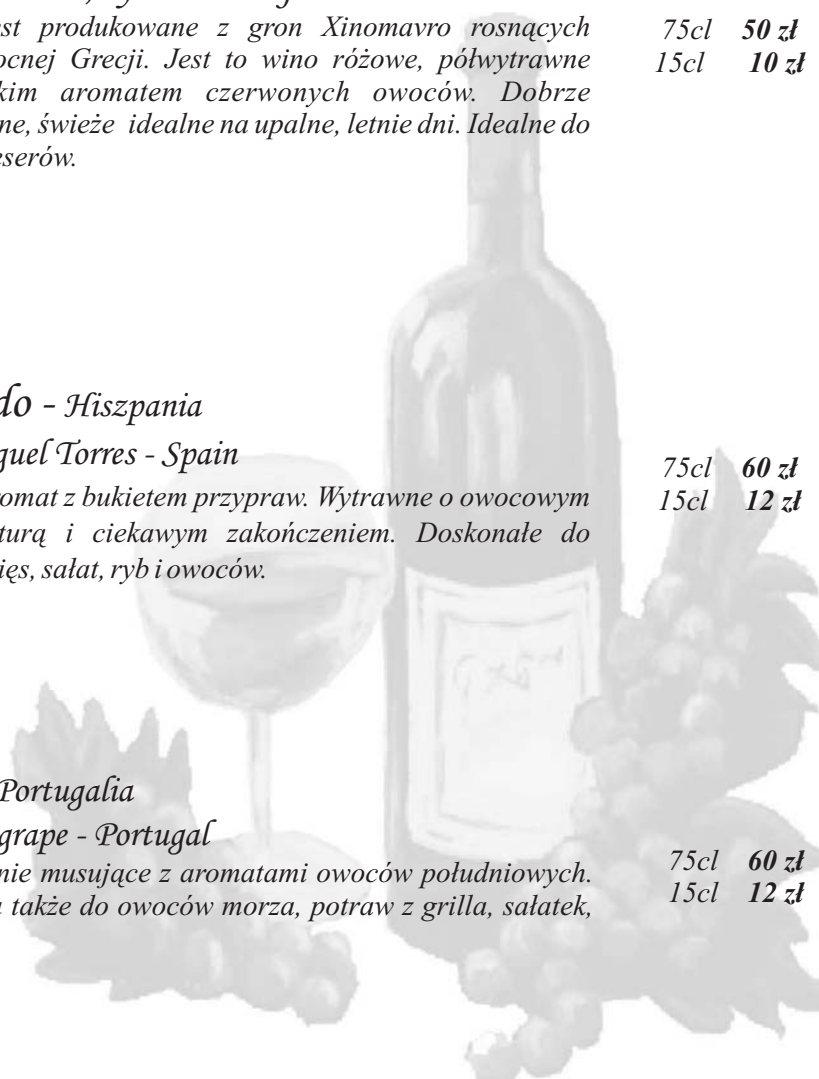 est produkowane z gron Xinomavro rosnących 75cl 50 zł
ocnej Grecji. Jest to wino różowe, półwytrawne 15cl 10 zł
kim aromatem czerwonych owoców. Dobrze
ne, świeże idealne na upalne, letnie dni. Idealne do
eserów.
do - Hiszpania
guel Torres - Spain
romat z bukietem przypraw. Wytrawne o owocowym 75cl 60 zł
turą i ciekawym zakończeniem. Doskonałe do 15cl 12 zł
ięs, sałat, ryb i owoców.
Portugalia
grape - Portugal
nie musujące z aromatami owoców południowych. 75cl 60 zł
a także do owoców morza, potraw z grilla, sałatek, 15cl 12 zł